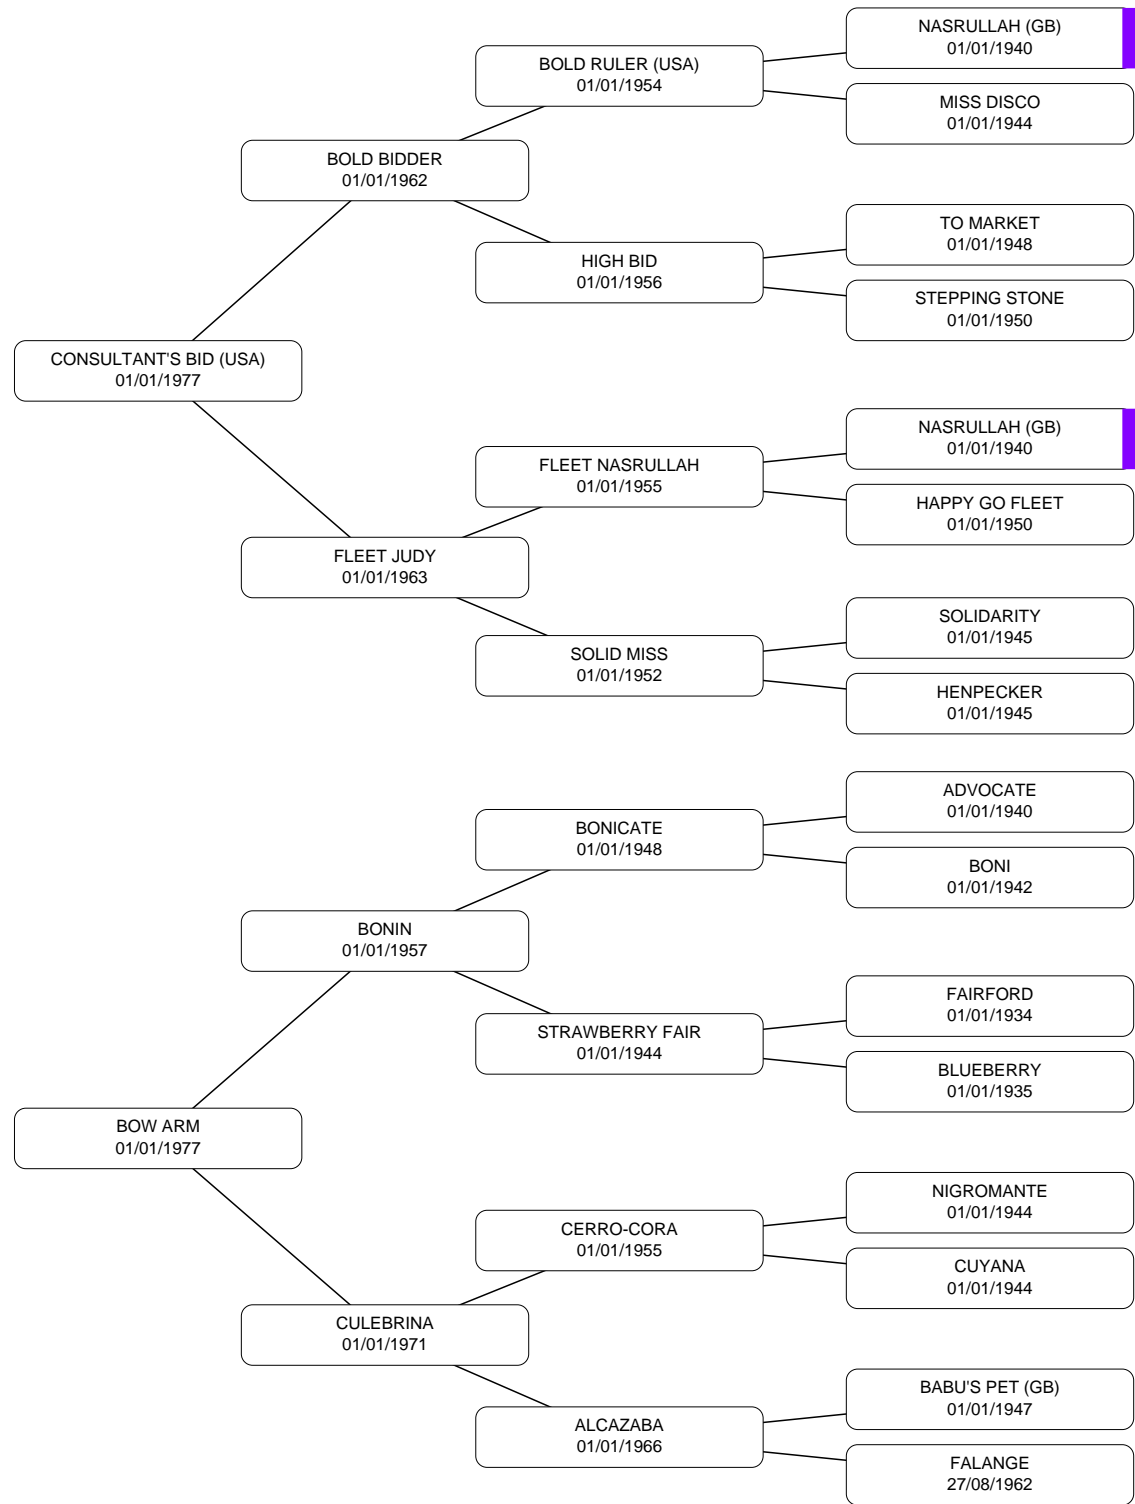 NASRULLAH (GB)
01/01/1940
BOLD RULER (USA)
01/01/1954
MISS DISCO
01/01/1944
BOLD BIDDER
01/01/1962
TO MARKET
01/01/1948
HIGH BID
01/01/1956
STEPPING STONE
01/01/1950
CONSULTANT'S BID (USA)
01/01/1977
NASRULLAH (GB)
01/01/1940
FLEET NASRULLAH
01/01/1955
HAPPY GO FLEET
01/01/1950
FLEET JUDY
01/01/1963
SOLIDARITY
01/01/1945
SOLID MISS
01/01/1952
HENPECKER
01/01/1945
ADVOCATE
01/01/1940
BONICATE
01/01/1948
BONI
01/01/1942
BONIN
01/01/1957
FAIRFORD
01/01/1934
STRAWBERRY FAIR
01/01/1944
BLUEBERRY
01/01/1935
BOW ARM
01/01/1977
NIGROMANTE
01/01/1944
CERRO-CORA
01/01/1955
CUYANA
01/01/1944
CULEBRINA
01/01/1971
BABU'S PET (GB)
01/01/1947
ALCAZABA
01/01/1966
FALANGE
27/08/1962